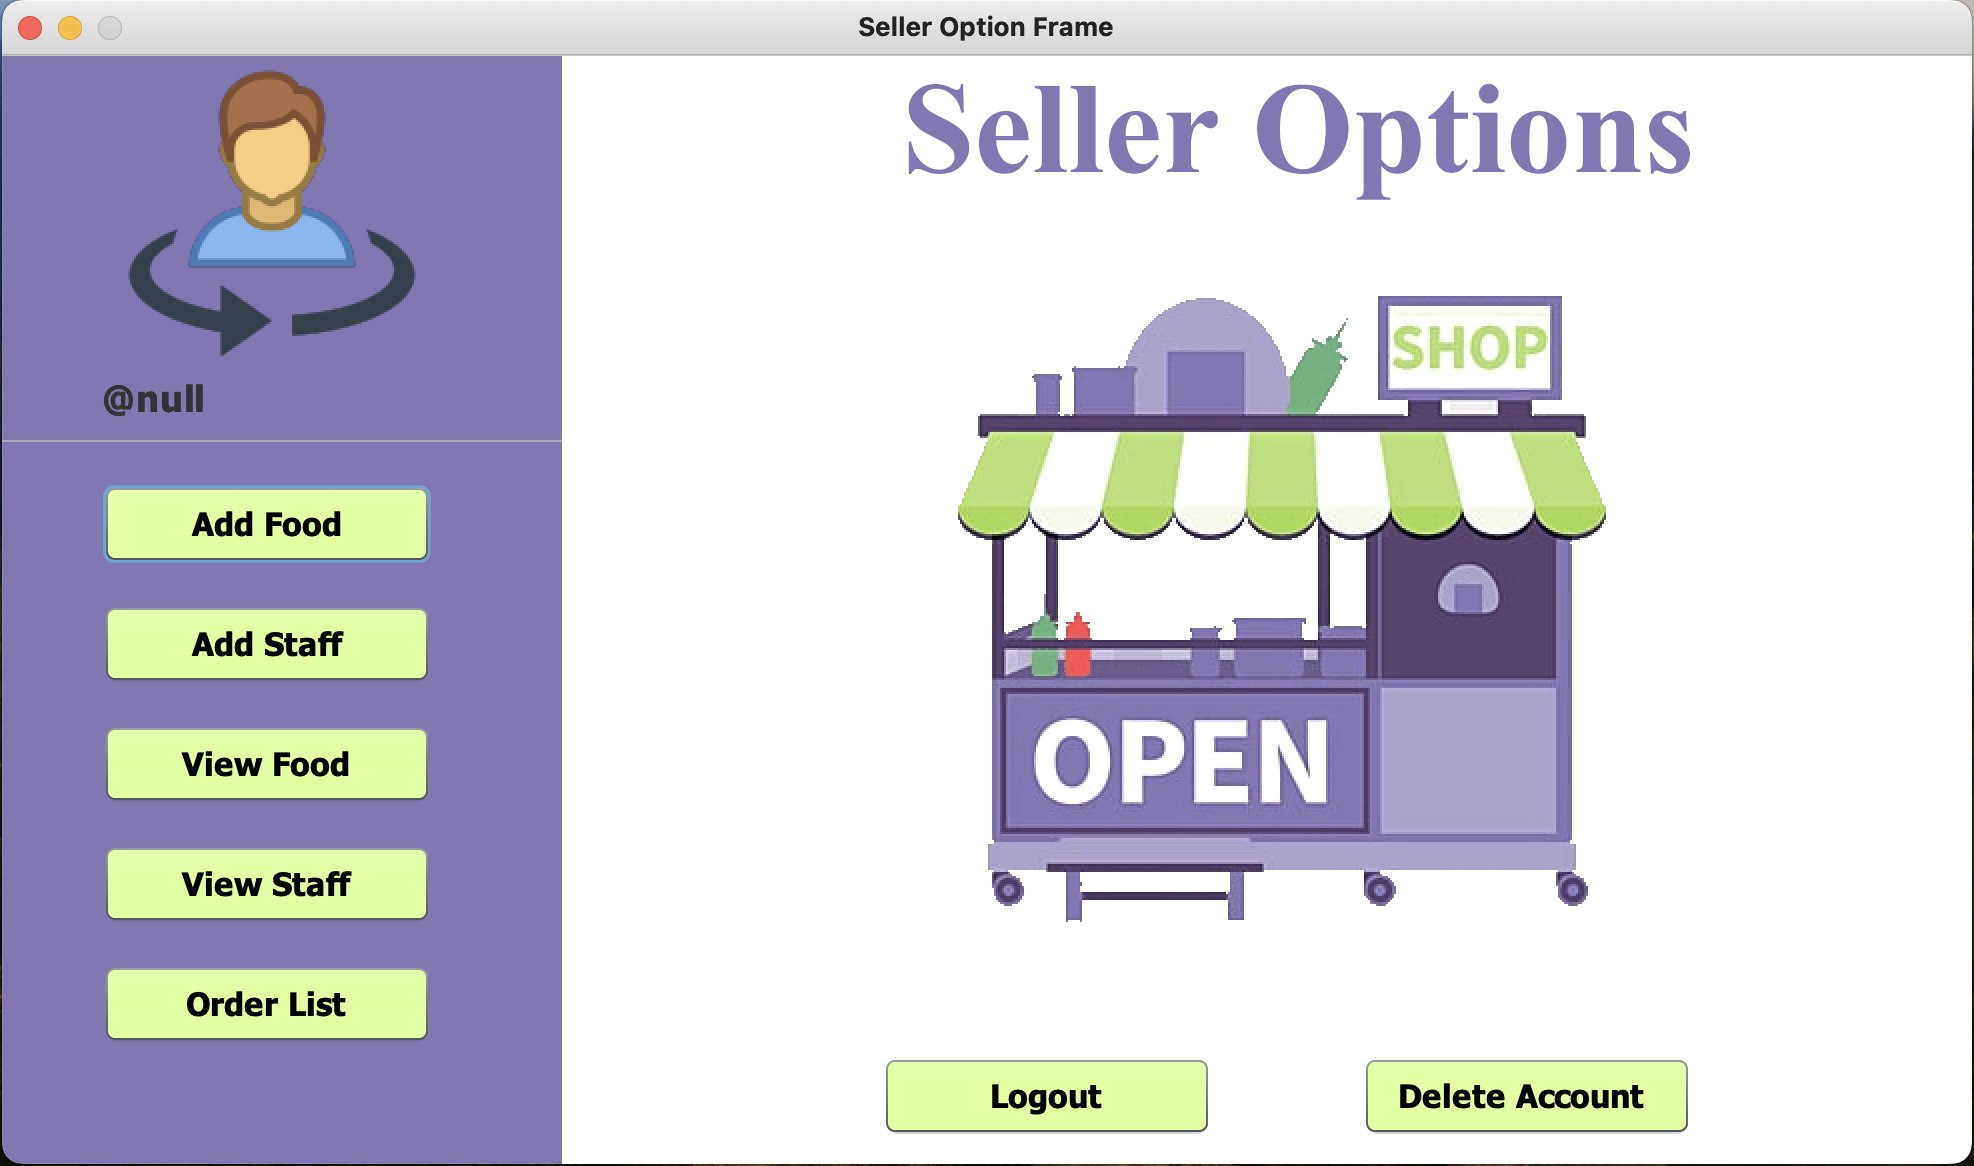 Seller Option Frame
Seller Options
@null
Add Food
Add Staff
View Food
View Staff
Order List
SHOP
OPEN
Logout
Delete Account